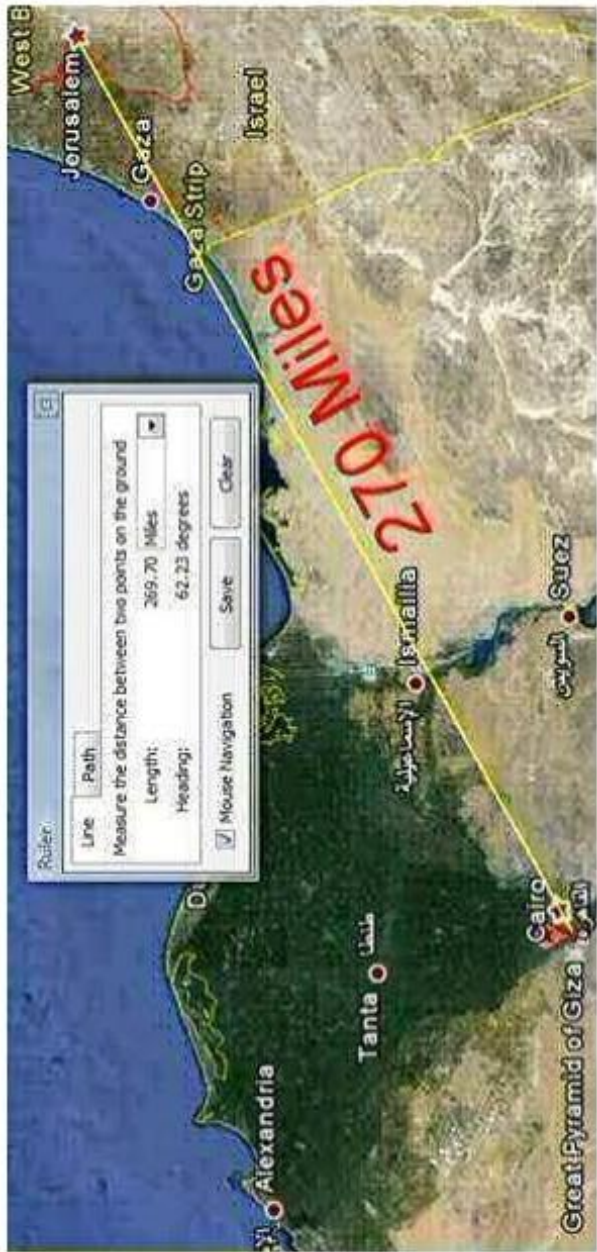 West B
Ruler
Line
Path
Measure the distance between two points on the ground
Length:
269.70 Miles
Heading:
62.23 degrees
Mouse Navigation
Save
Clear
Jerusalem
Gaza
Gaza Strip
Israel
270 Miles
Alexandria
Tanta
طنطا
Ismailia
الإسماعيلية
Suez
السويس
Cairo
Great Pyramid of Giza